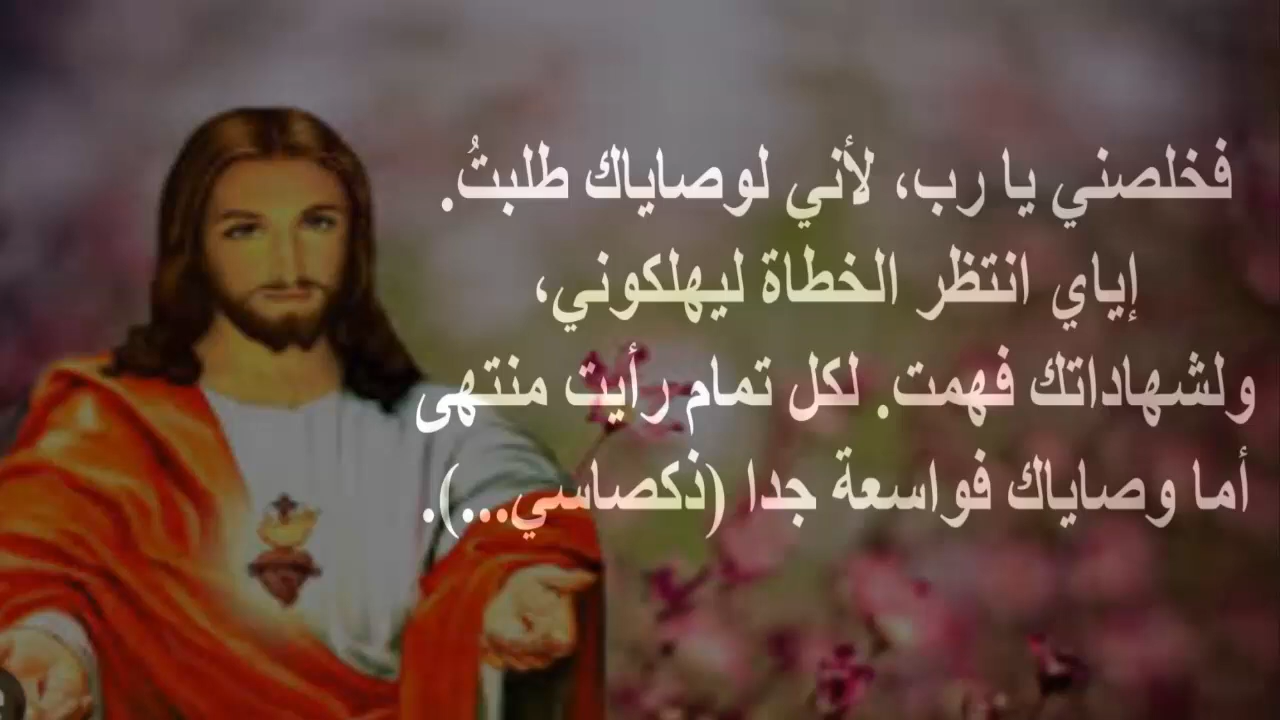 فخلصني يا رب، لأني لوصاياك طلبتُ.
إياي انتظر الخطاة ليهلكوني،
ولشهاداتك فهمت. لكل تمام رأيت منتهى
أما وصاياك فواسعة جدا (ذكصاسي...).